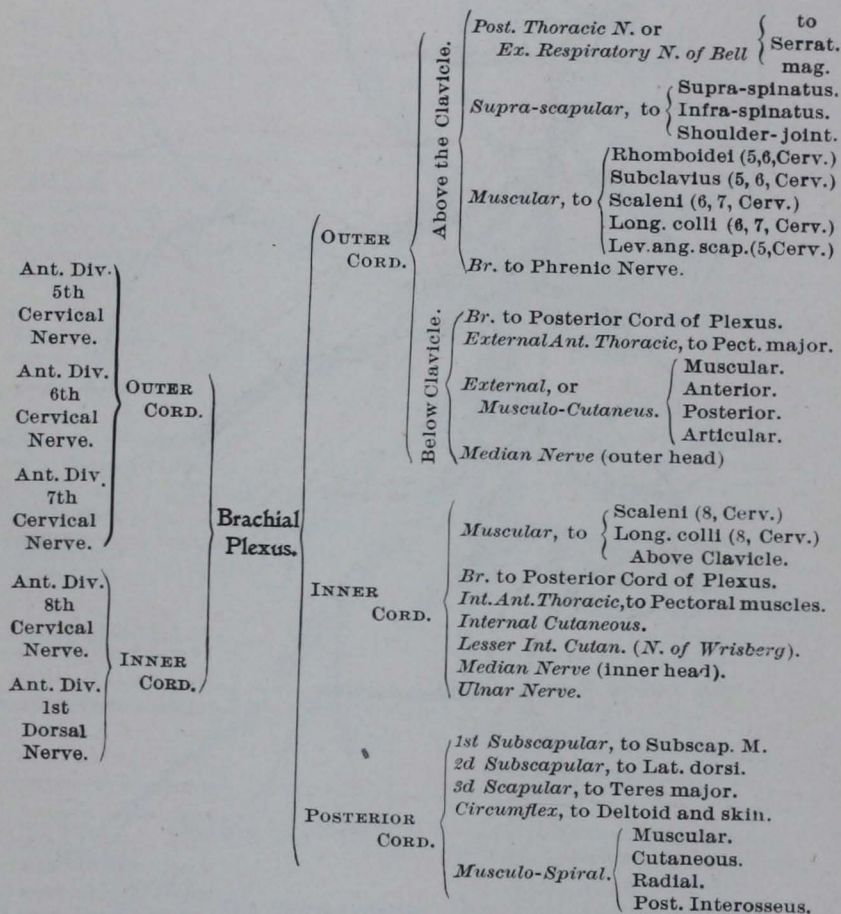 Ant. Div.
5th
Cervical
Nerve.
Ant. Div.
6th
Cervical
Nerve.
Ant. Div.
7th
Cervical
Nerve.
OUTER
CORD.
Ant. Div.
8th
Cervical
Nerve.
Ant. Div.
1st
Dorsal
Nerve.
INNER
CORD.
Brachial
Plexus.
OUTER
CORD.
Above the Clavicle.
Post. Thoracic N. or
Ex. Respiratory N. of Bell
to
Serrat.
mag.
Supra-scapular, to
Supra-spinatus.
Infra-spinatus.
Shoulder-joint.
Muscular, to
Rhomboidei (5,6,Cerv.)
Subclavius (5, 6, Cerv.)
Scaleni (6, 7, Cerv.)
Long. colli (6, 7, Cerv.)
Lev.ang. scap.(5,Cerv.)
Br. to Phrenic Nerve.
Below Clavicle.
Br. to Posterior Cord of Plexus.
External Ant. Thoracic, to Pect. major.
External, or
Musculo-Cutaneus.
Muscular.
Anterior.
Posterior.
Articular.
Median Nerve (outer head)
INNER
CORD.
Muscular, to
Scaleni (8, Cerv.)
Long. colli (8, Cerv.)
Above Clavicle.
Br. to Posterior Cord of Plexus.
Int. Ant. Thoracic, to Pectoral muscles.
Internal Cutaneous.
Lesser Int. Cutan. (N. of Wrisberg).
Median Nerve (inner head).
Ulnar Nerve.
POSTERIOR
CORD.
1st Subscapular, to Subscap. M.
2d Subscapular, to Lat. dorsi.
3d Scapular, to Teres major.
Circumflex, to Deltoid and skin.
Musculo-Spiral.
Muscular.
Cutaneous.
Radial.
Post. Interosseus.